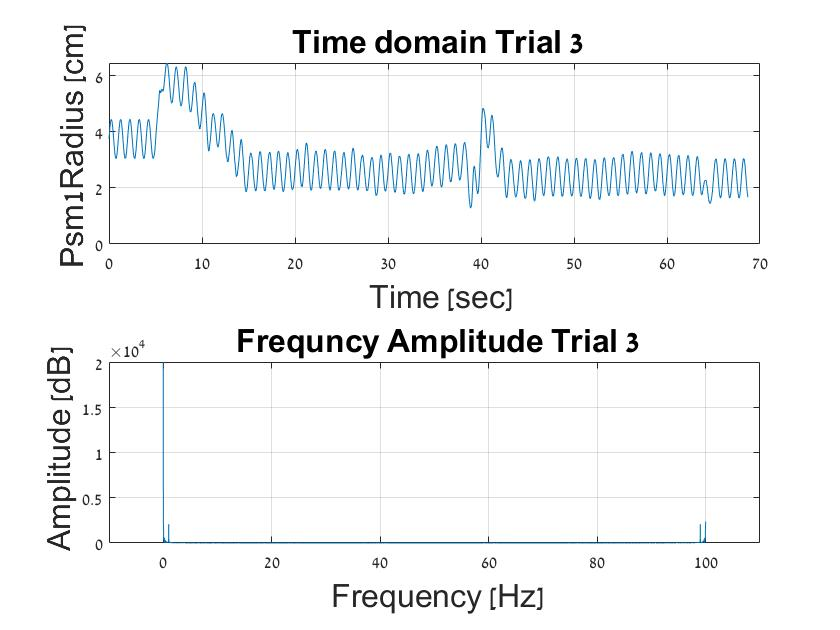 Time domain Trial 3
Psm1Radius [cm]
6
4
2
0
0 10 20 30 40 50 60 70
Time [sec]
Frequncy Amplitude Trial 3
×10^4
Amplitude [dB]
2
1.5
1
0.5
0
0 20 40 60 80 100
Frequency [Hz]